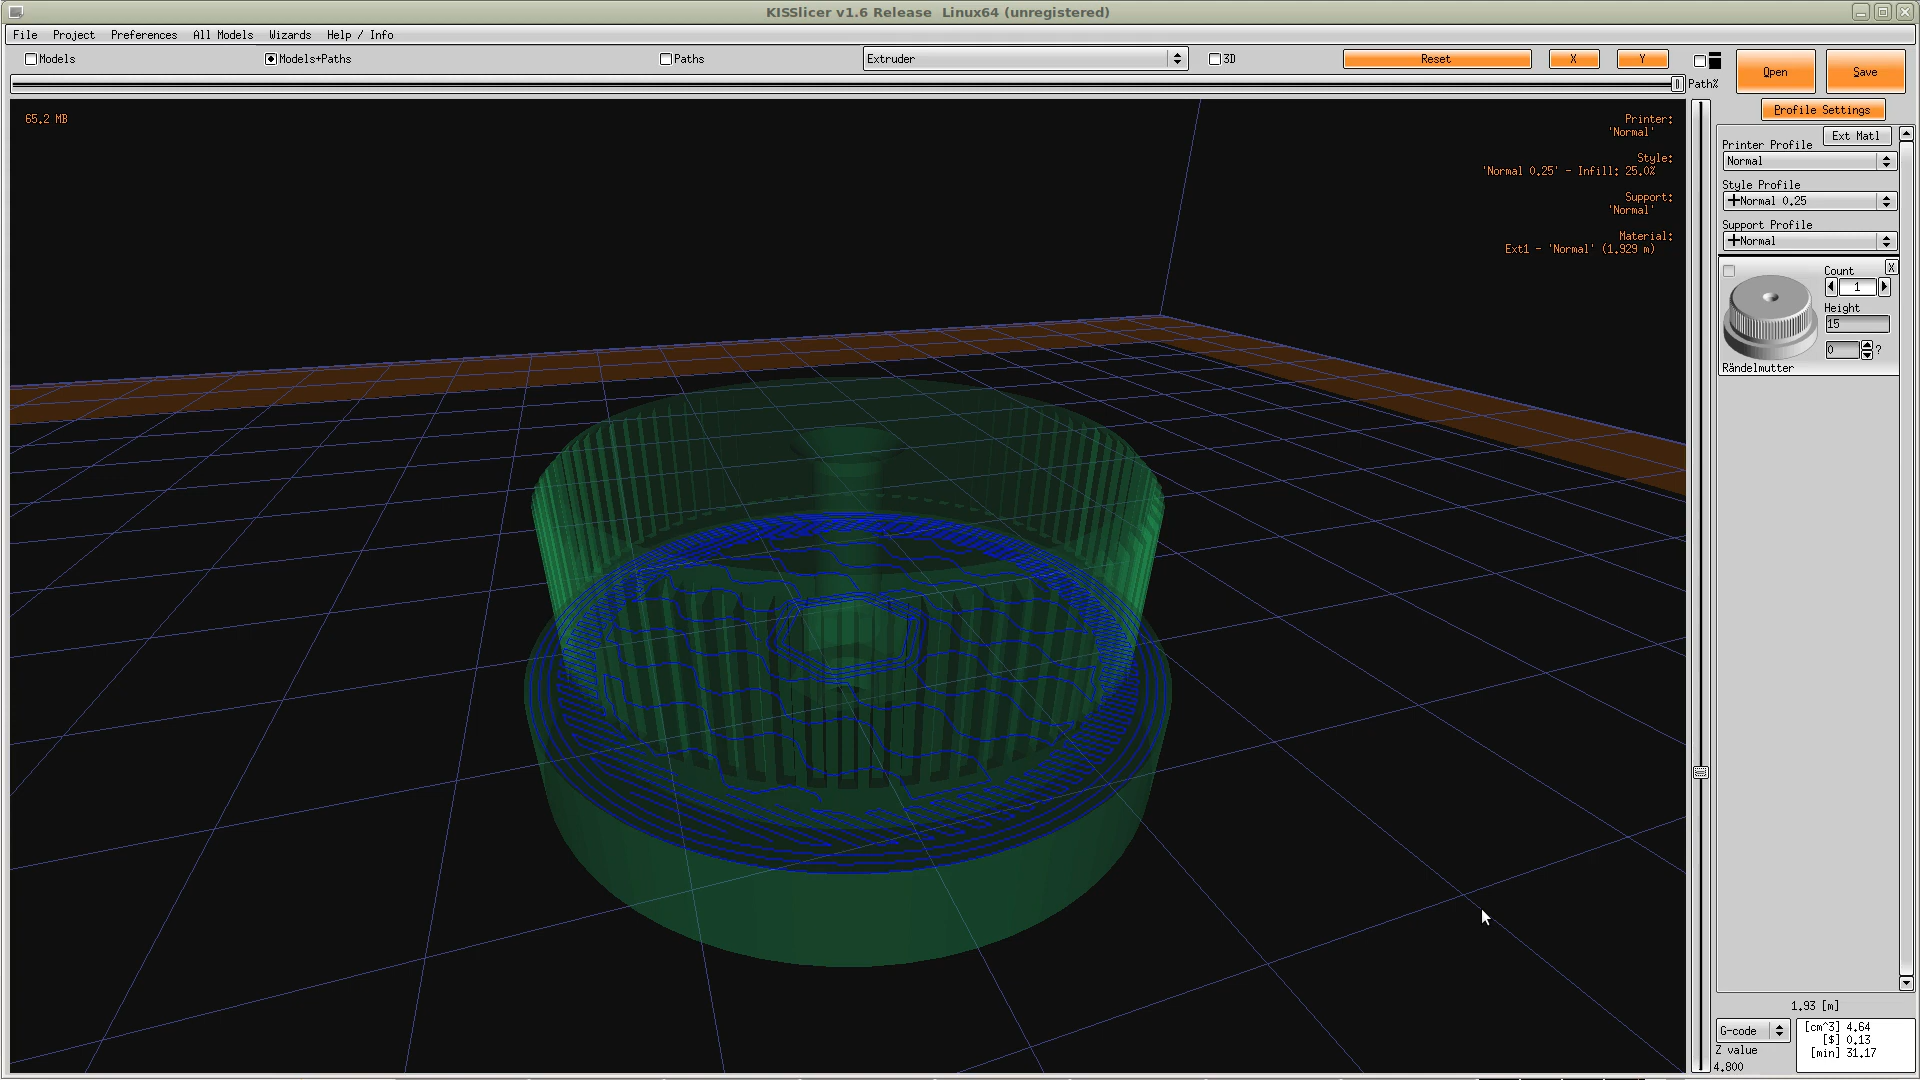 KISSlicer v1.6 Release Linux64 (unregistered)
File Project Preferences All Models Wizards Help / Info
Models Models+Paths Paths Extruder 3D Reset X Y
Path%
Open Save
Profile Settings
65.2 MB
Printer:
'Normal'
Style:
'Normal 0.25' - Infill: 25.0%
Support:
'Normal'
Material:
Ext1 - 'Normal' (1.929 m)
Ext Matl
Printer Profile
Normal
Style Profile
+Normal 0.25
Support Profile
+Normal
X
Count
1
Height
15
0 ?
Rändelmutter
1.93 [m]
G-code
Z value
4.800
[cm^3] 4.64
[$] 0.13
[min] 31.17